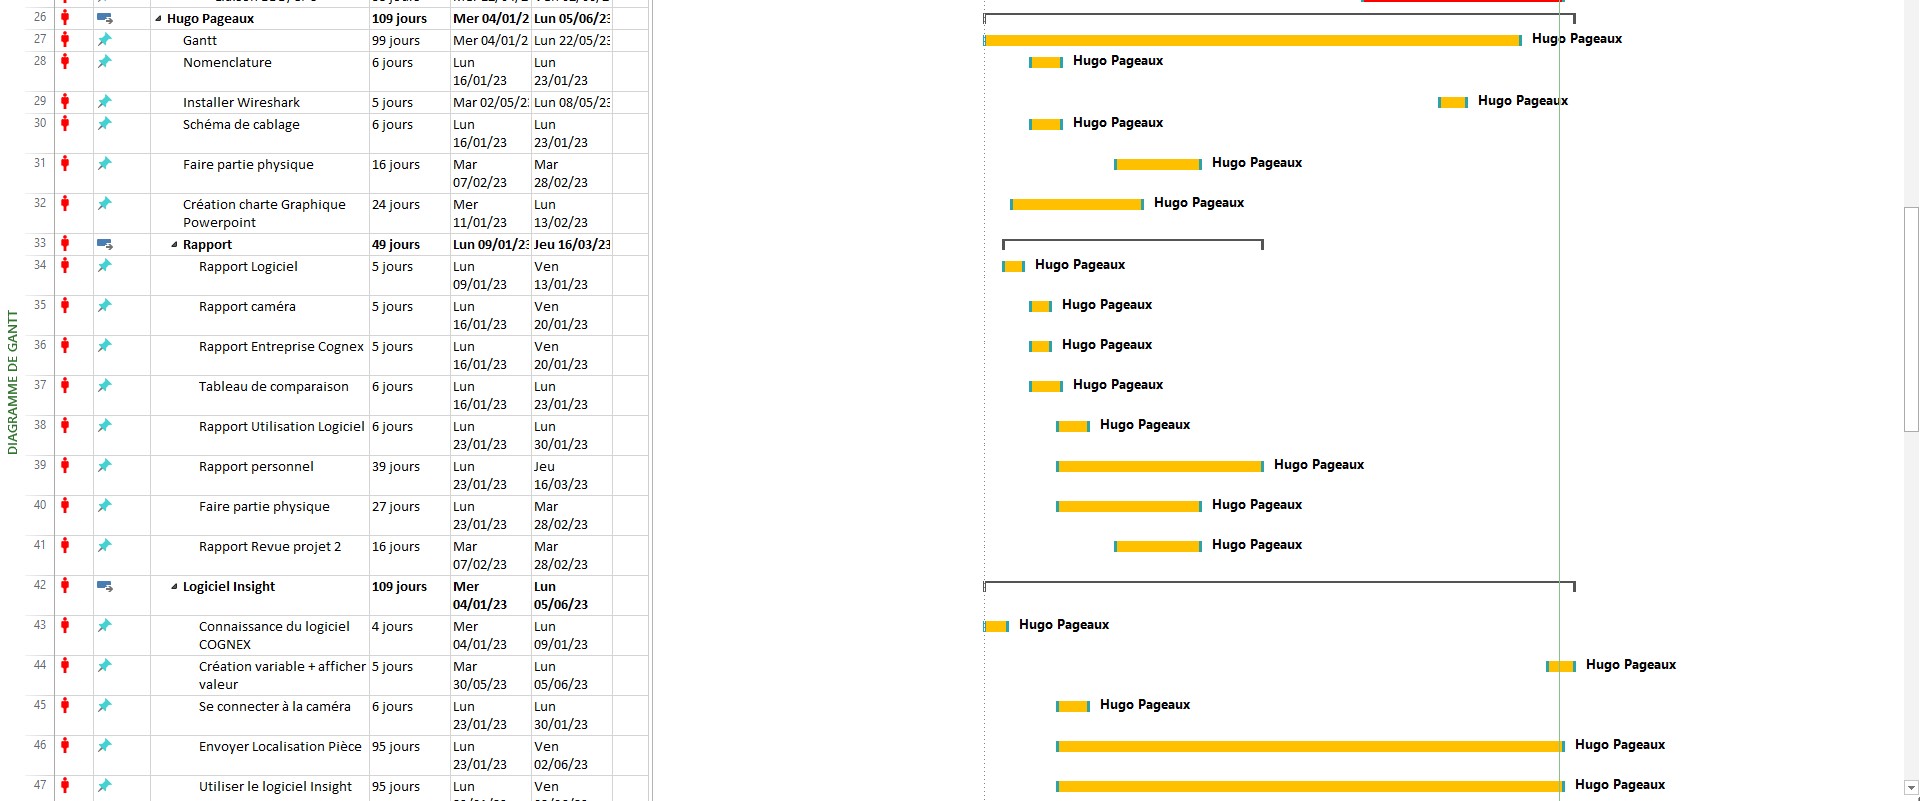 26 Hugo Pageaux 109 jours Mer 04/01/2 Lun 05/06/23
27 Gantt 99 jours Mer 04/01/2 Lun 22/05/23 Hugo Pageaux
28 Nomenclature 6 jours Lun Lun Hugo Pageaux
16/01/23 23/01/23
29 Installer Wireshark 5 jours Mar 02/05/2 Lun 08/05/23 Hugo Pageaux
30 Schéma de cablage 6 jours Lun Lun Hugo Pageaux
16/01/23 23/01/23
31 Faire partie physique 16 jours Mar Mar Hugo Pageaux
07/02/23 28/02/23
32 Création charte Graphique 24 jours Mer Lun Hugo Pageaux
Powerpoint 11/01/23 13/02/23
33 Rapport 49 jours Lun 09/01/23 Jeu 16/03/23
34 Rapport Logiciel 5 jours Lun Ven Hugo Pageaux
09/01/23 13/01/23
35 Rapport caméra 5 jours Lun Ven Hugo Pageaux
16/01/23 20/01/23
36 Rapport Entreprise Cognex 5 jours Lun Ven Hugo Pageaux
16/01/23 20/01/23
37 Tableau de comparaison 6 jours Lun Lun Hugo Pageaux
16/01/23 23/01/23
38 Rapport Utilisation Logiciel 6 jours Lun Lun Hugo Pageaux
23/01/23 30/01/23
39 Rapport personnel 39 jours Lun Jeu Hugo Pageaux
23/01/23 16/03/23
40 Faire partie physique 27 jours Lun Mar Hugo Pageaux
23/01/23 28/02/23
41 Rapport Revue projet 2 16 jours Mar Mar Hugo Pageaux
07/02/23 28/02/23
42 Logiciel Insight 109 jours Mer Lun
04/01/23 05/06/23
43 Connaissance du logiciel 4 jours Mer Lun Hugo Pageaux
COGNEX 04/01/23 09/01/23
44 Création variable + afficher 5 jours Mar Lun Hugo Pageaux
valeur 30/05/23 05/06/23
45 Se connecter à la caméra 6 jours Lun Lun Hugo Pageaux
23/01/23 30/01/23
46 Envoyer Localisation Pièce 95 jours Lun Ven Hugo Pageaux
23/01/23 02/06/23
47 Utiliser le logiciel Insight 95 jours Lun Ven Hugo Pageaux
DIAGRAMME DE GANTT